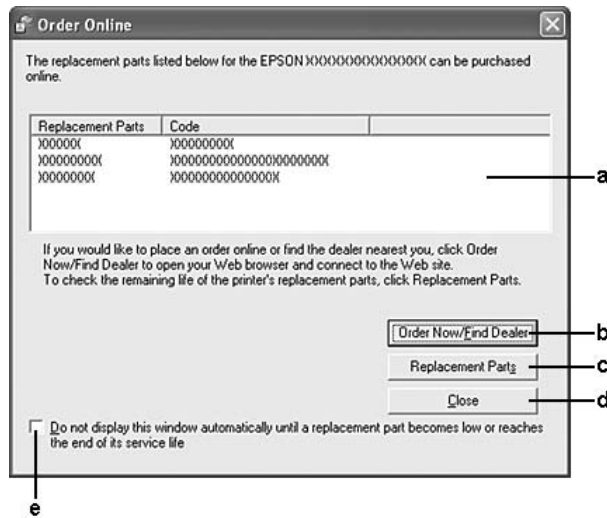 Order Online
The replacement parts listed below for the EPSON XXXXXXXXXXXXXXXX can be purchased
online.
Replacement Parts Code
XXXXXX XXXXXXXXX
XXXXXXXXX XXXXXXXXXXXXXXXXXXXXXX
XXXXXXXX XXXXXXXXXXXXXXX
a
If you would like to place an order online or find the dealer nearest you, click Order
Now/Find Dealer to open your Web browser and connect to the Web site.
To check the remaining life of the printer's replacement parts, click Replacement Parts.
Order Now/Find Dealer b
Replacement Parts c
Close d
Do not display this window automatically until a replacement part becomes low or reaches
the end of its service life
e